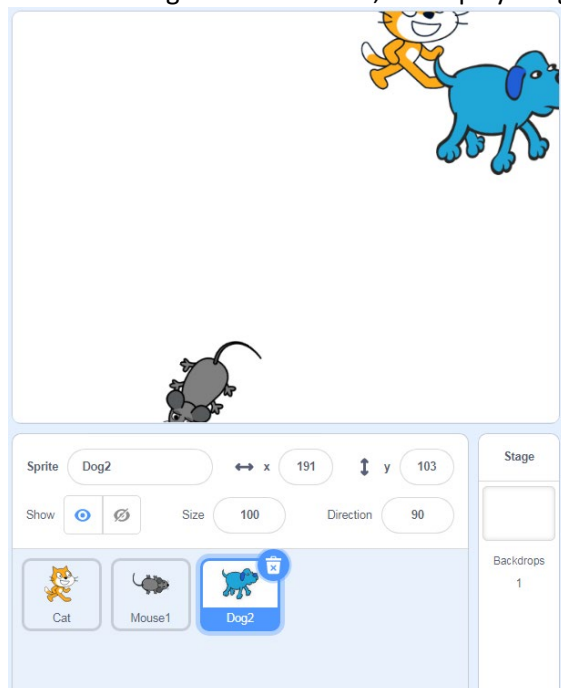 Sprite Dog2 x 191 y 103
Show Size 100 Direction 90
Cat Mouse1 Dog2
Stage
Backdrops
1